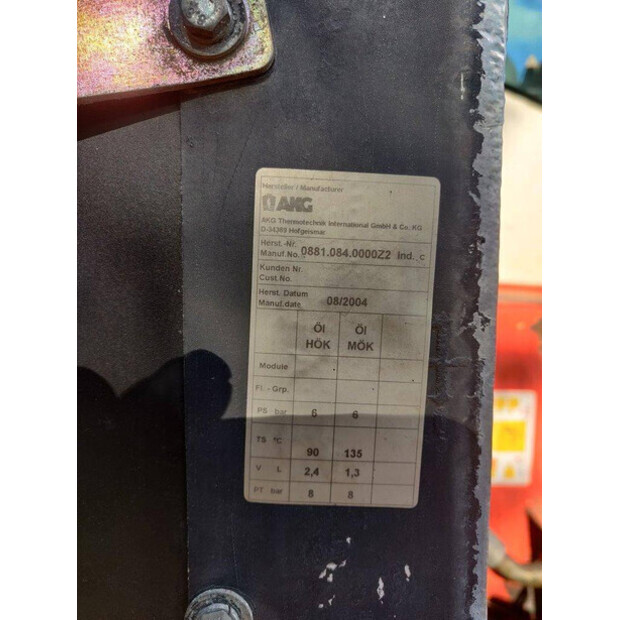 Hersteller / Manufacturer
AKG
AKG Thermotechnik International GmbH & Co. KG
D-34369 Hofgeismar
Herst.-Nr.
Manuf.No. 0881.084.0000Z2 Ind. c
Kunden Nr.
Cust No.
Herst. Datum
Manuf.date 08/2004
Öl Öl
HÖK MÖK
Module
Fl. - Grp.
PS bar 6 6
TS °C 90 135
V L 2,4 1,3
PT bar 8 8